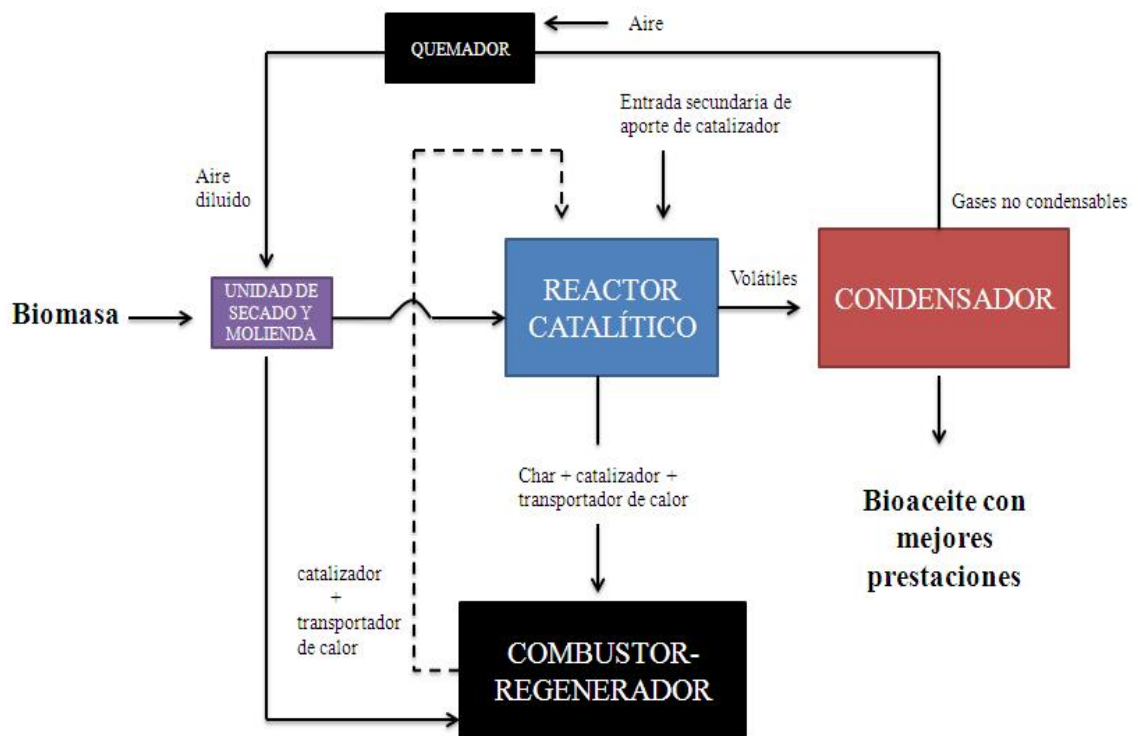 Aire
QUEMADOR
Entrada secundaria de
aporte de catalizador
Aire
diluido
Gases no condensables
Biomasa
UNIDAD DE
SECADO Y
MOLIENDA
REACTOR
CATALÍTICO
Volátiles
CONDENSADOR
Char + catalizador +
transportador de calor
Bioaceite con
mejores
prestaciones
catalizador
+
transportador
de calor
COMBUSTOR-
REGENERADOR